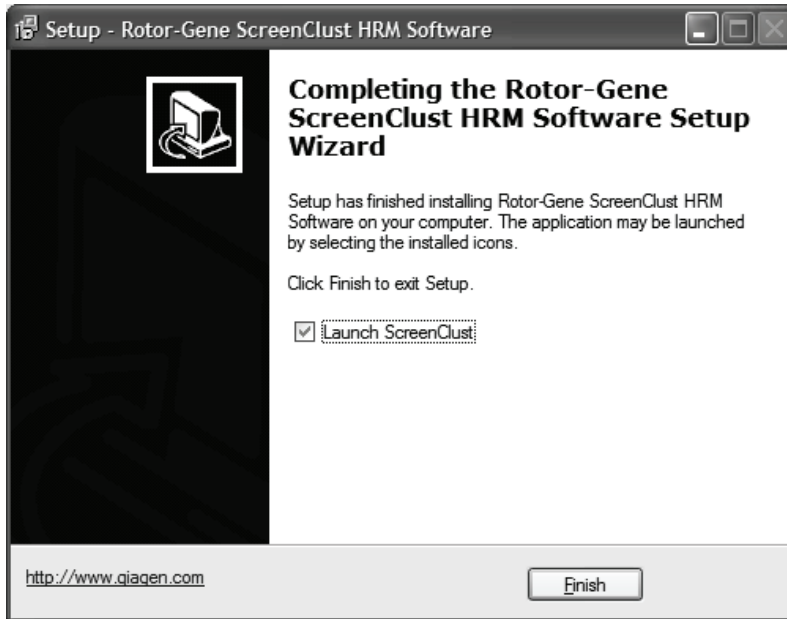 Setup - Rotor-Gene ScreenClust HRM Software
Completing the Rotor-Gene
ScreenClust HRM Software Setup
Wizard
Setup has finished installing Rotor-Gene ScreenClust HRM
Software on your computer. The application may be launched
by selecting the installed icons.
Click Finish to exit Setup.
Launch ScreenClust
http://www.qiagen.com
Finish